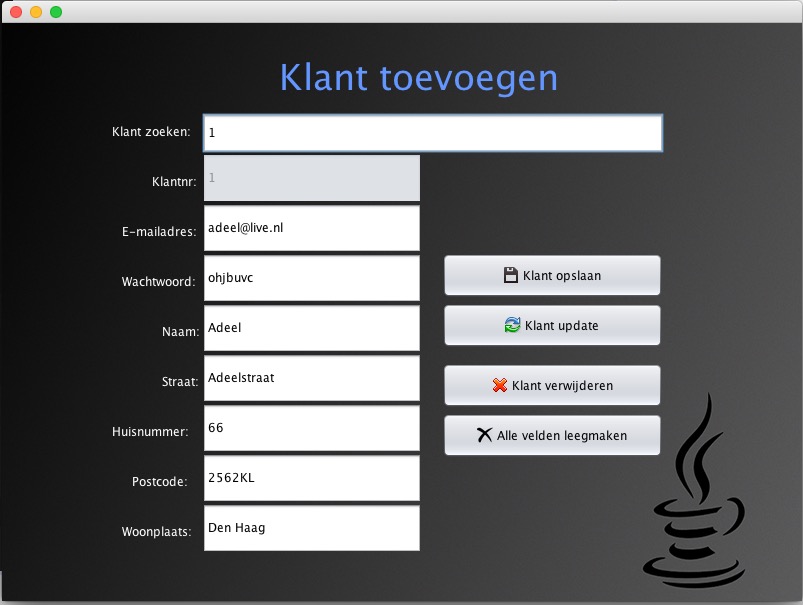 Klant toevoegen
Klant zoeken: 1
Klantnr: 1
E-mailadres: adeel@live.nl
Wachtwoord: ohjbuvc
Klant opslaan
Naam: Adeel
Klant update
Straat: Adeelstraat
Klant verwijderen
Huisnummer: 66
Alle velden leegmaken
Postcode: 2562KL
Woonplaats: Den Haag